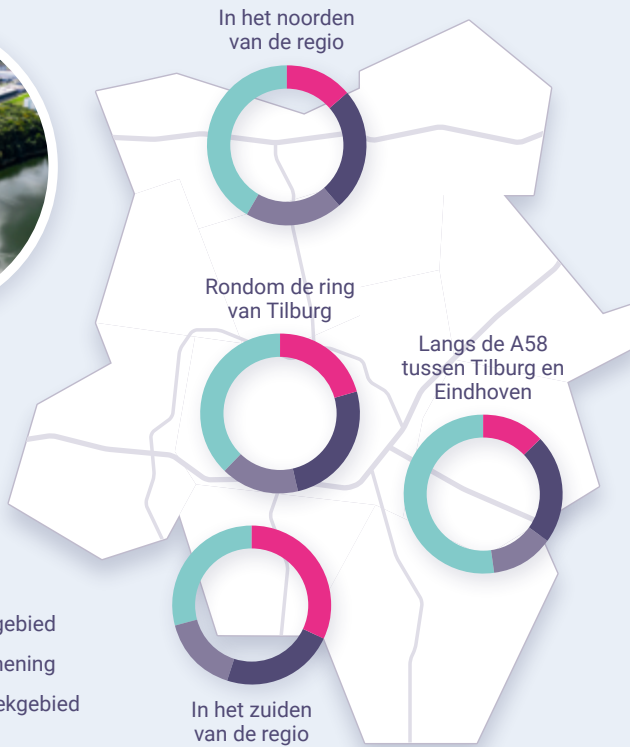 In het noorden
van de regio
Rondom de ring
van Tilburg
Langs de A58
tussen Tilburg en
Eindhoven
In het zuiden
van de regio